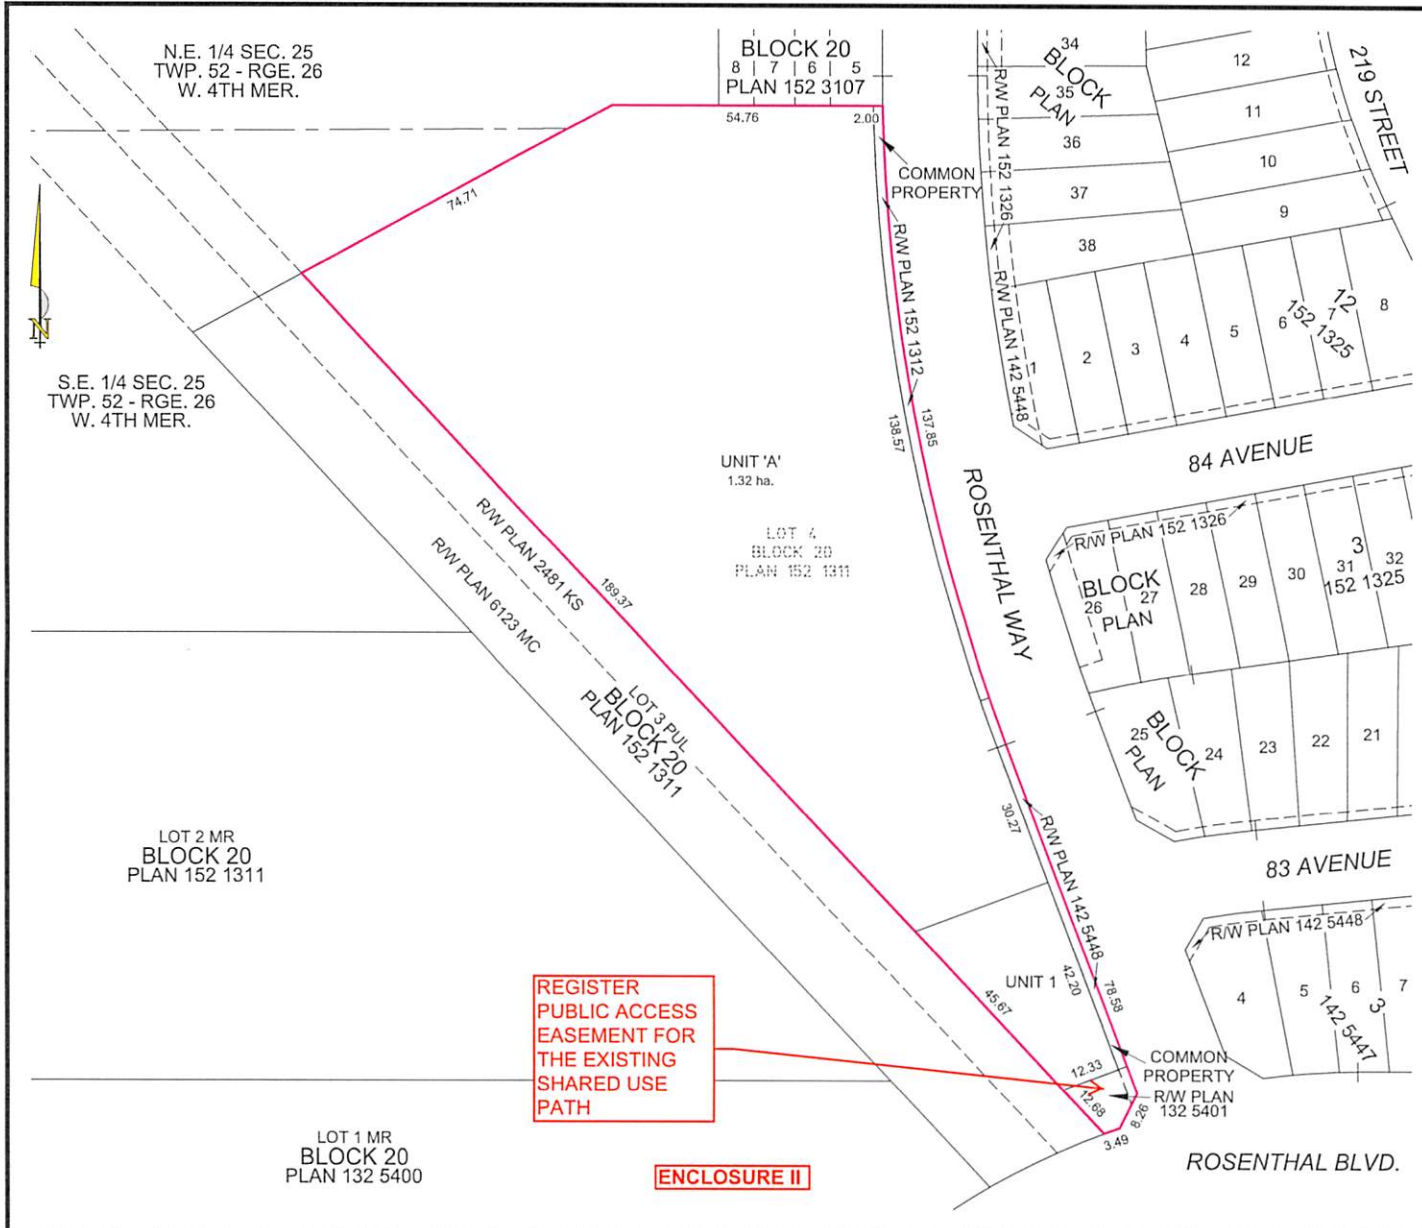 N.E. 1/4 SEC. 25
TWP. 52 - RGE. 26
W. 4TH MER.
BLOCK 20
8 7 6 5
PLAN 152 3107
54.76
2.00
COMMON
PROPERTY
74.71
R/W PLAN 152 1312
R/W PLAN 152 1326
R/W PLAN 142 5448
34
BLOCK
35
PLAN
36
37
38
12
11
10
9
219 STREET
1
2
3
4
5
6
7
8
12
152 1325
N
S.E. 1/4 SEC. 25
TWP. 52 - RGE. 26
W. 4TH MER.
138.57
137.85
84 AVENUE
UNIT 'A'
1.32 ha.
LOT 4
BLOCK 20
PLAN 152 1311
ROSENTHAL WAY
R/W PLAN 2481 KS
R/W PLAN 6123 MC
189.37
R/W PLAN 152 1326
BLOCK
26
27
PLAN
28
29
30
31
32
3
152 1325
LOT 3 PUL
BLOCK 20
PLAN 152 1311
25
BLOCK
PLAN
24
23
22
21
LOT 2 MR
BLOCK 20
PLAN 152 1311
30.27
R/W PLAN 142 5448
83 AVENUE
R/W PLAN 142 5448
4
5
6
7
3
142 5447
UNIT 1
42.20
78.58
45.67
REGISTER
PUBLIC ACCESS
EASEMENT FOR
THE EXISTING
SHARED USE
PATH
12.33
12.68
COMMON
PROPERTY
R/W PLAN
132 5401
8.26
3.49
LOT 1 MR
BLOCK 20
PLAN 132 5400
ENCLOSURE II
ROSENTHAL BLVD.